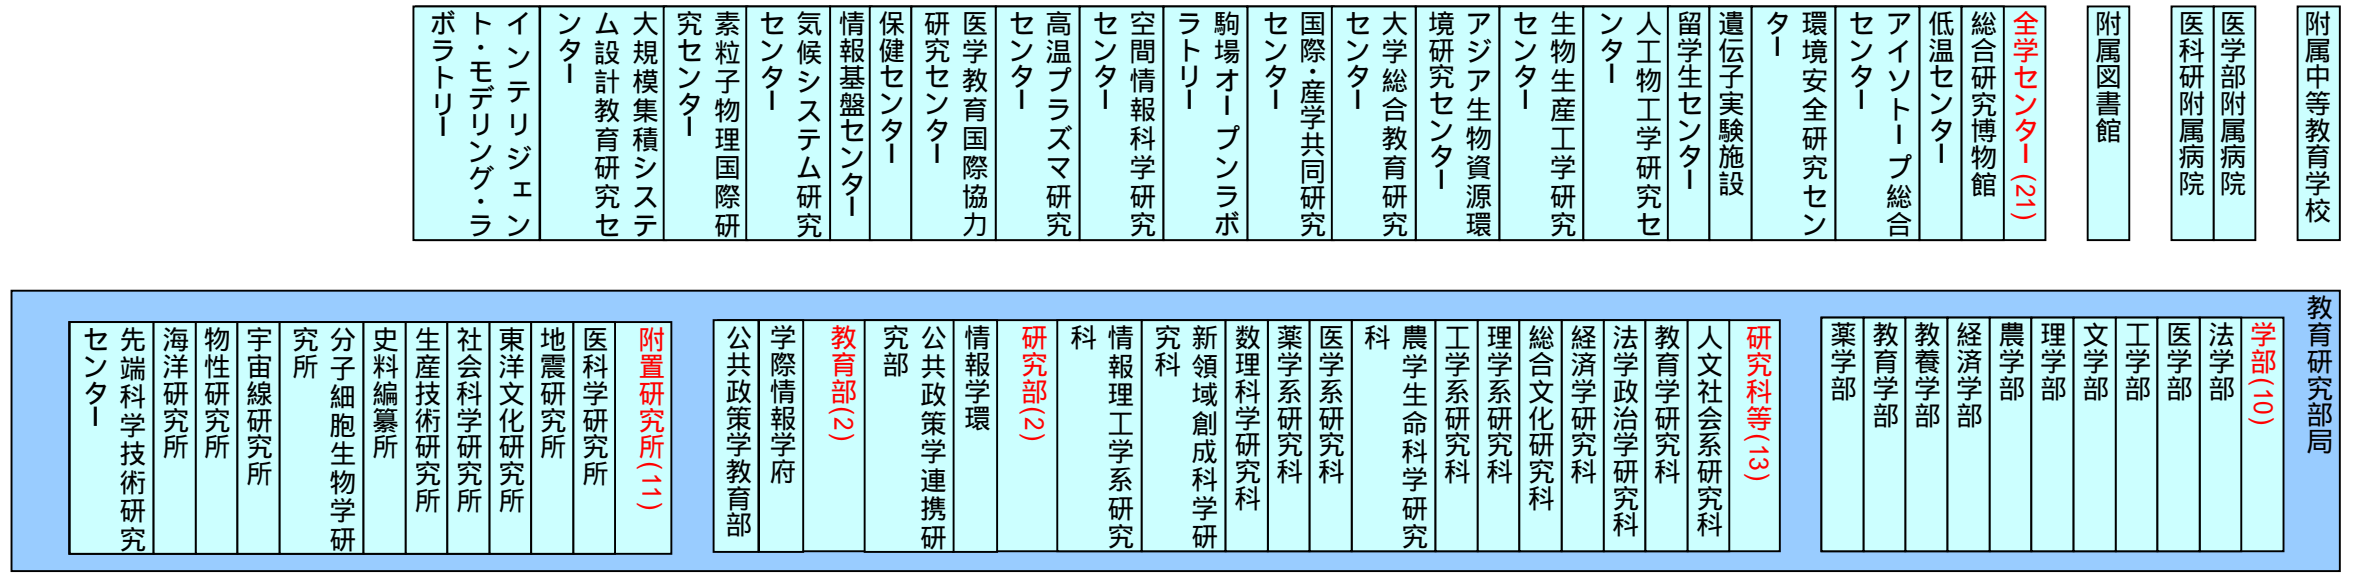 附属中等教育学校
医学部附属病院
医科研附属病院
附属図書館
全学センター(21)
総合研究博物館
低温センター
アイソトープ総合
センター
環境安全研究セン
ター
遺伝子実験施設
留学生センター
人工物工学研究セ
ンター
生物生産工学研究
センター
アジア生物資源環
境研究センター
大学総合教育研究
センター
国際・産学共同研究
センター
駒場オープンラボ
ラトリー
空間情報科学研究
センター
高温プラズマ研究
センター
医学教育国際協力
研究センター
保健センター
情報基盤センター
気候システム研究
センター
素粒子物理国際研
究センター
大規模集積システ
ム設計教育研究セ
ンター
インテリジェン
ト・モデリング・ラ
ボラトリー
教育研究部局
学部(10)
法学部
医学部
工学部
文学部
理学部
農学部
経済学部
教養学部
教育学部
薬学部
研究科等(13)
人文社会系研究科
教育学研究科
法学政治学研究科
経済学研究科
総合文化研究科
理学系研究科
工学系研究科
農学生命科学研究
科
医学系研究科
薬学系研究科
数理科学研究科
新領域創成科学研
究科
情報理工学系研究
科
研究部(2)
情報学環
公共政策学連携研
究部
教育部(2)
学際情報学府
公共政策学教育部
附置研究所(11)
医科学研究所
地震研究所
東洋文化研究所
社会科学研究所
生産技術研究所
史料編纂所
分子細胞生物学研
究所
宇宙線研究所
物性研究所
海洋研究所
先端科学技術研究
センター